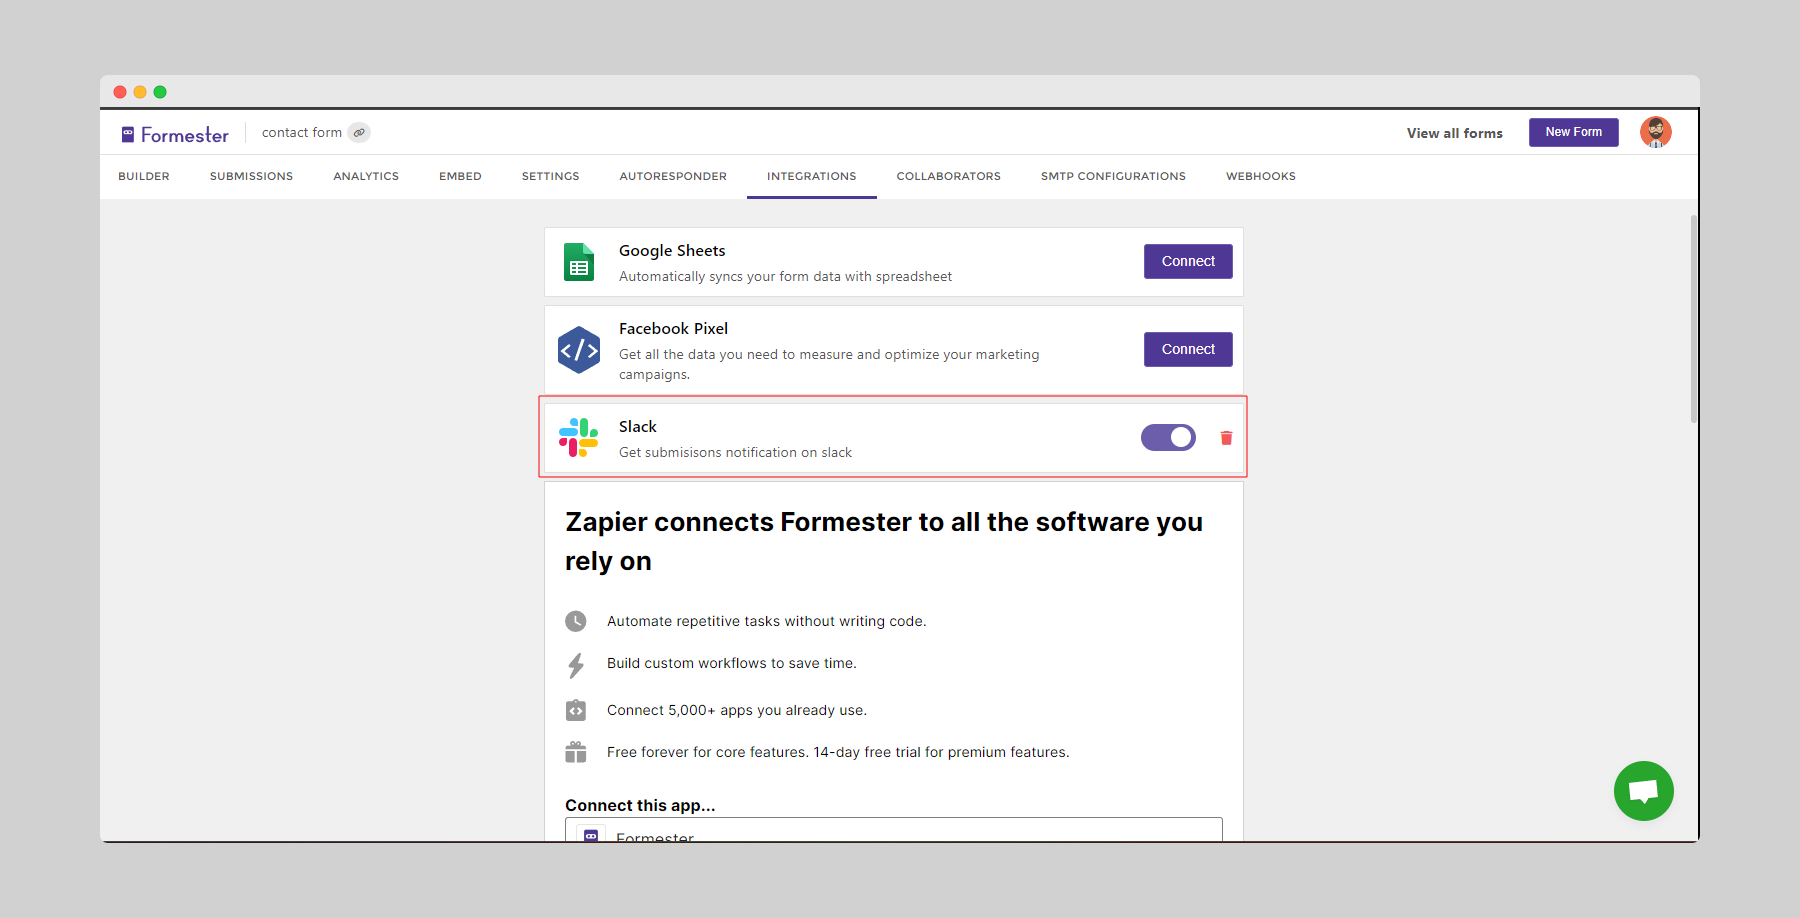 Formester
contact form
View all forms
New Form
BUILDER SUBMISSIONS ANALYTICS EMBED SETTINGS AUTORESPONDER INTEGRATIONS COLLABORATORS SMTP CONFIGURATIONS WEBHOOKS
Google Sheets
Automatically syncs your form data with spreadsheet
Connect
Facebook Pixel
Get all the data you need to measure and optimize your marketing
campaigns.
Connect
Slack
Get submisisons notification on slack
Zapier connects Formester to all the software you
rely on
Automate repetitive tasks without writing code.
Build custom workflows to save time.
Connect 5,000+ apps you already use.
Free forever for core features. 14-day free trial for premium features.
Connect this app...
Formester